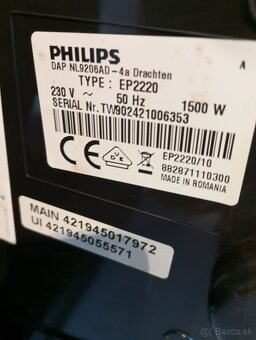 PHILIPS
DAP NL9206AD-4a Drachten
TYPE: EP2220
230 V~ 50 Hz 1500 W
SERIAL Nr. TW902421006353
EP2220/10
882871110300
MADE IN ROMANIA
MAIN 421945017972
UI 421945055571
© bazos.sk